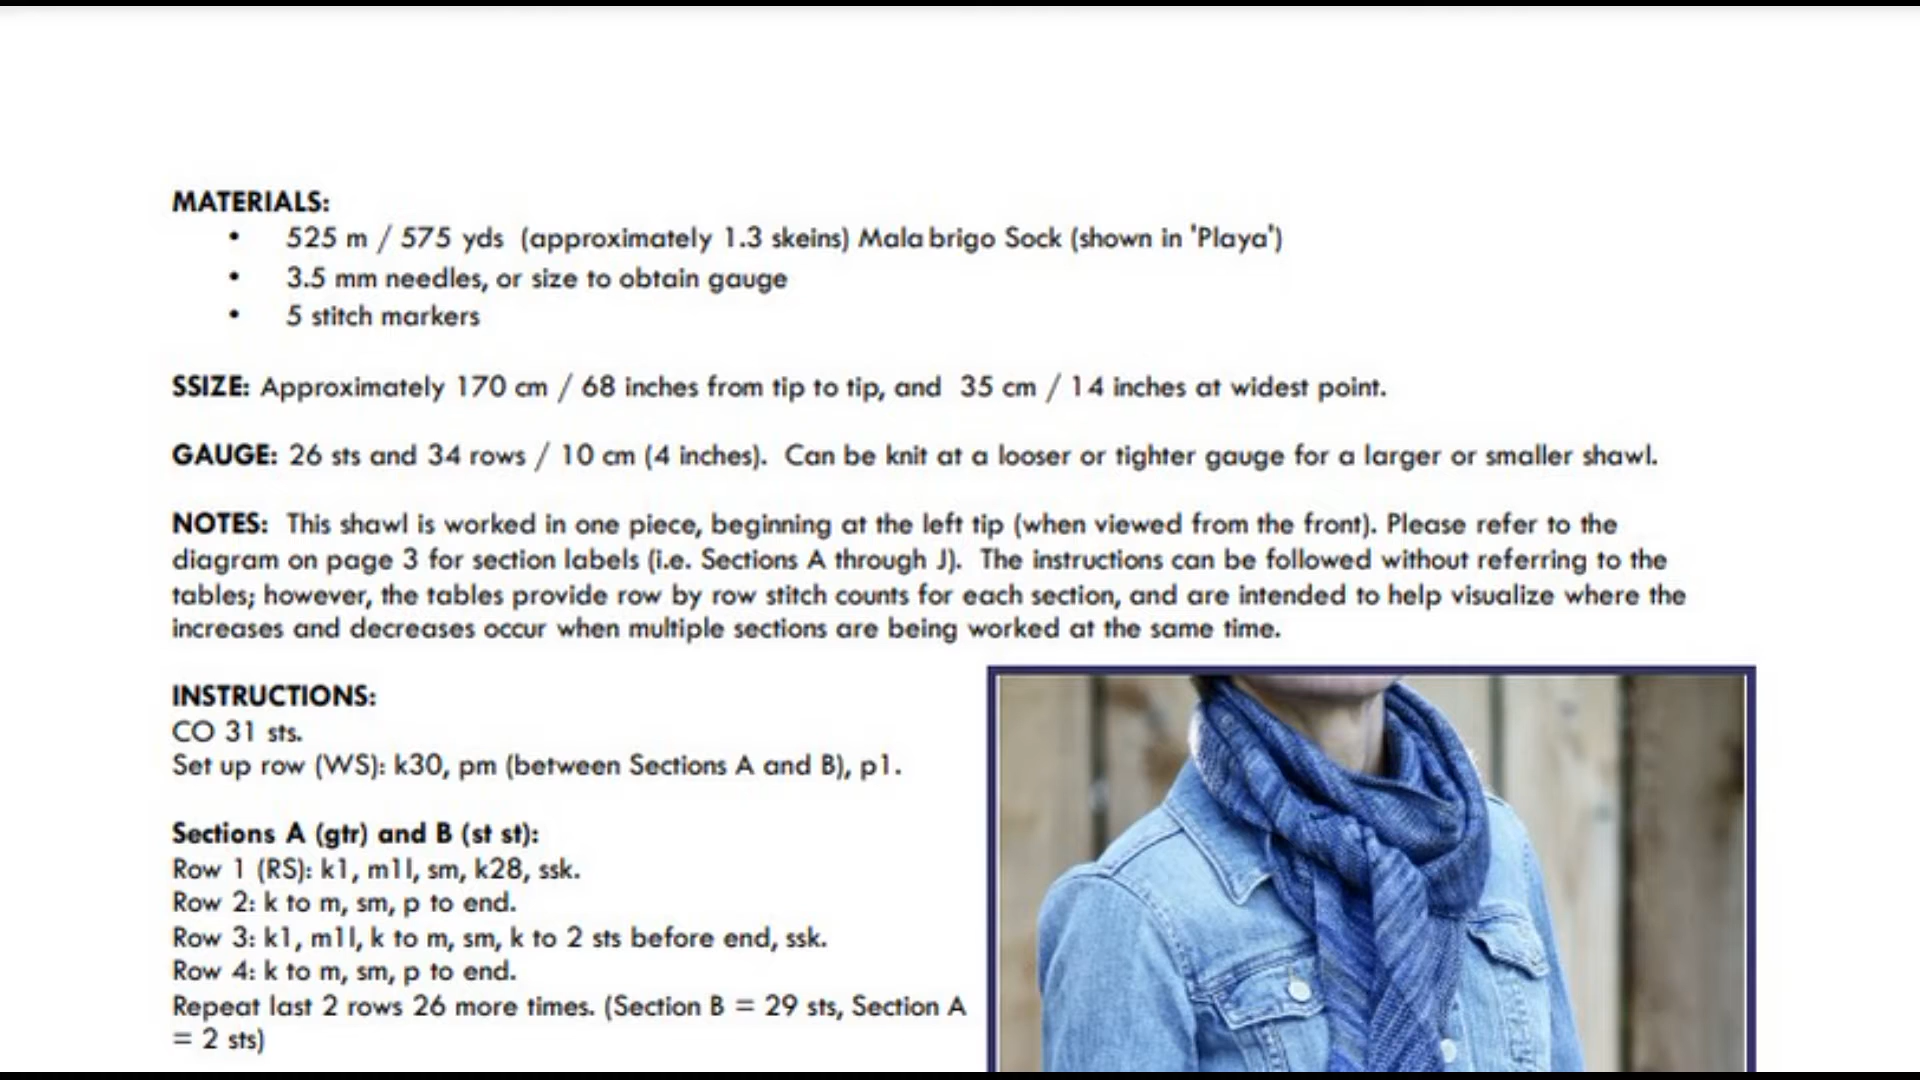 MATERIALS:
• 525 m / 575 yds (approximately 1.3 skeins) Malabrigo Sock (shown in 'Playa')
• 3.5 mm needles, or size to obtain gauge
• 5 stitch markers
SSIZE: Approximately 170 cm / 68 inches from tip to tip, and 35 cm / 14 inches at widest point.
GAUGE: 26 sts and 34 rows / 10 cm (4 inches). Can be knit at a looser or tighter gauge for a larger or smaller shawl.
NOTES: This shawl is worked in one piece, beginning at the left tip (when viewed from the front). Please refer to the
diagram on page 3 for section labels (i.e. Sections A through J). The instructions can be followed without referring to the
tables; however, the tables provide row by row stitch counts for each section, and are intended to help visualize where the
increases and decreases occur when multiple sections are being worked at the same time.
INSTRUCTIONS:
CO 31 sts.
Set up row (WS): k30, pm (between Sections A and B), p1.
Sections A (gtr) and B (st st):
Row 1 (RS): k1, m1l, sm, k28, ssk.
Row 2: k to m, sm, p to end.
Row 3: k1, m1l, k to m, sm, k to 2 sts before end, ssk.
Row 4: k to m, sm, p to end.
Repeat last 2 rows 26 more times. (Section B = 29 sts, Section A
= 2 sts)